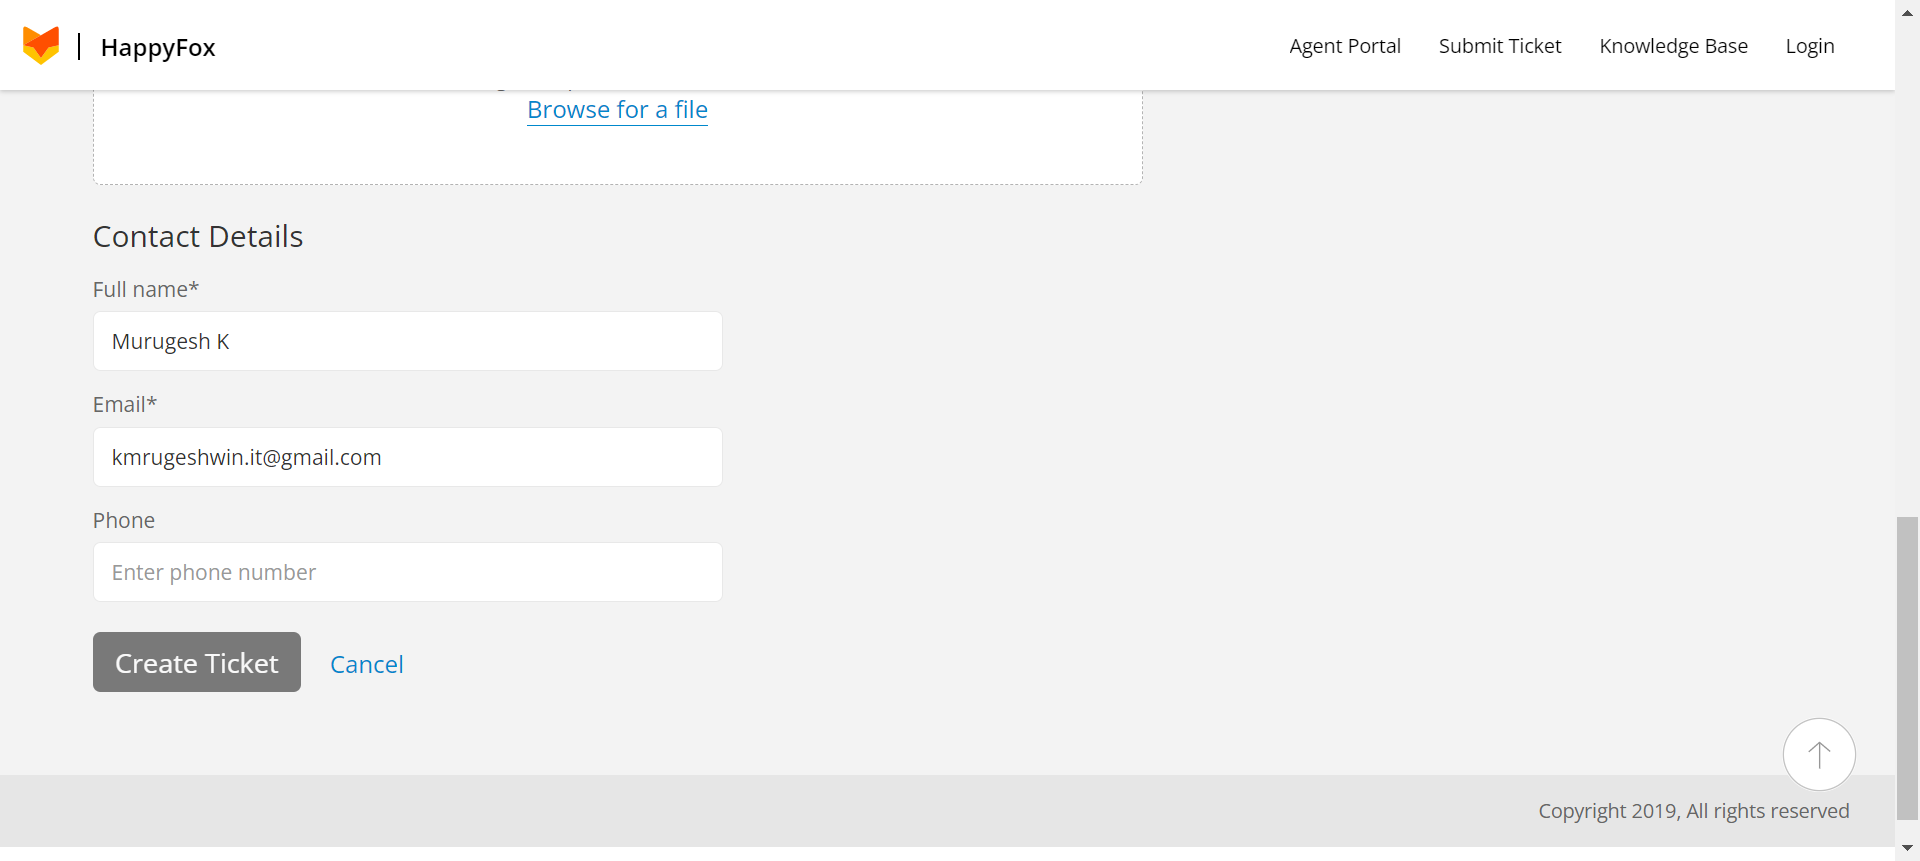 HappyFox
Agent Portal
Submit Ticket
Knowledge Base
Login
Browse for a file
Contact Details
Full name*
Murugesh K
Email*
kmrugeshwin.it@gmail.com
Phone
Enter phone number
Create Ticket
Cancel
Copyright 2019, All rights reserved